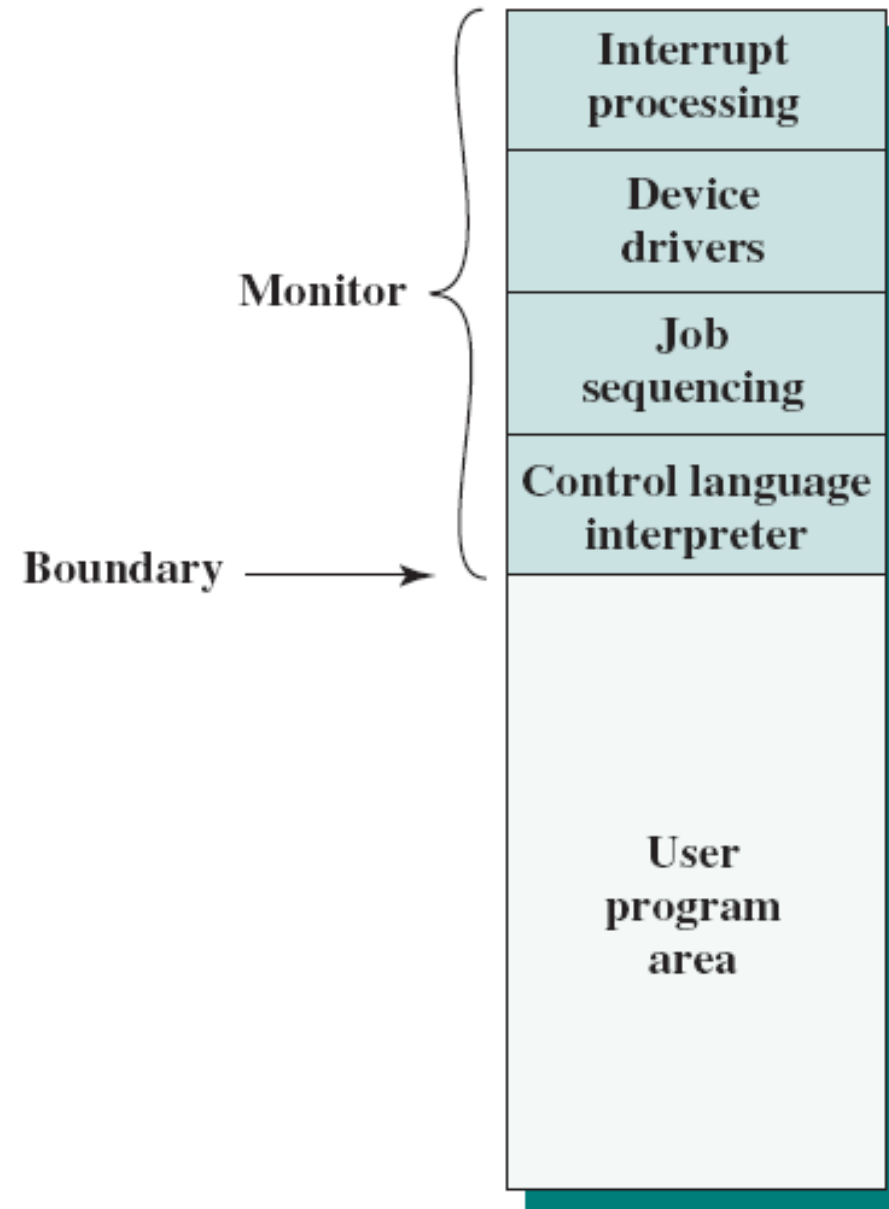 Interrupt
processing
Device
drivers
Monitor
Job
sequencing
Control language
interpreter
Boundary
User
program
area